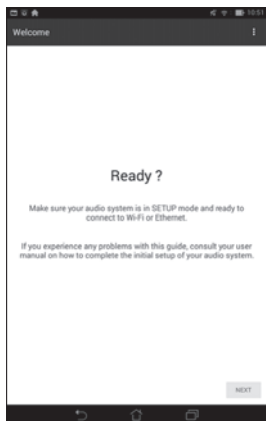 10:51
Welcome
Ready ?
Make sure your audio system is in SETUP mode and ready to
connect to Wi-Fi or Ethernet.
If you experience any problems with this guide, consult your user
manual on how to complete the initial setup of your audio system.
NEXT